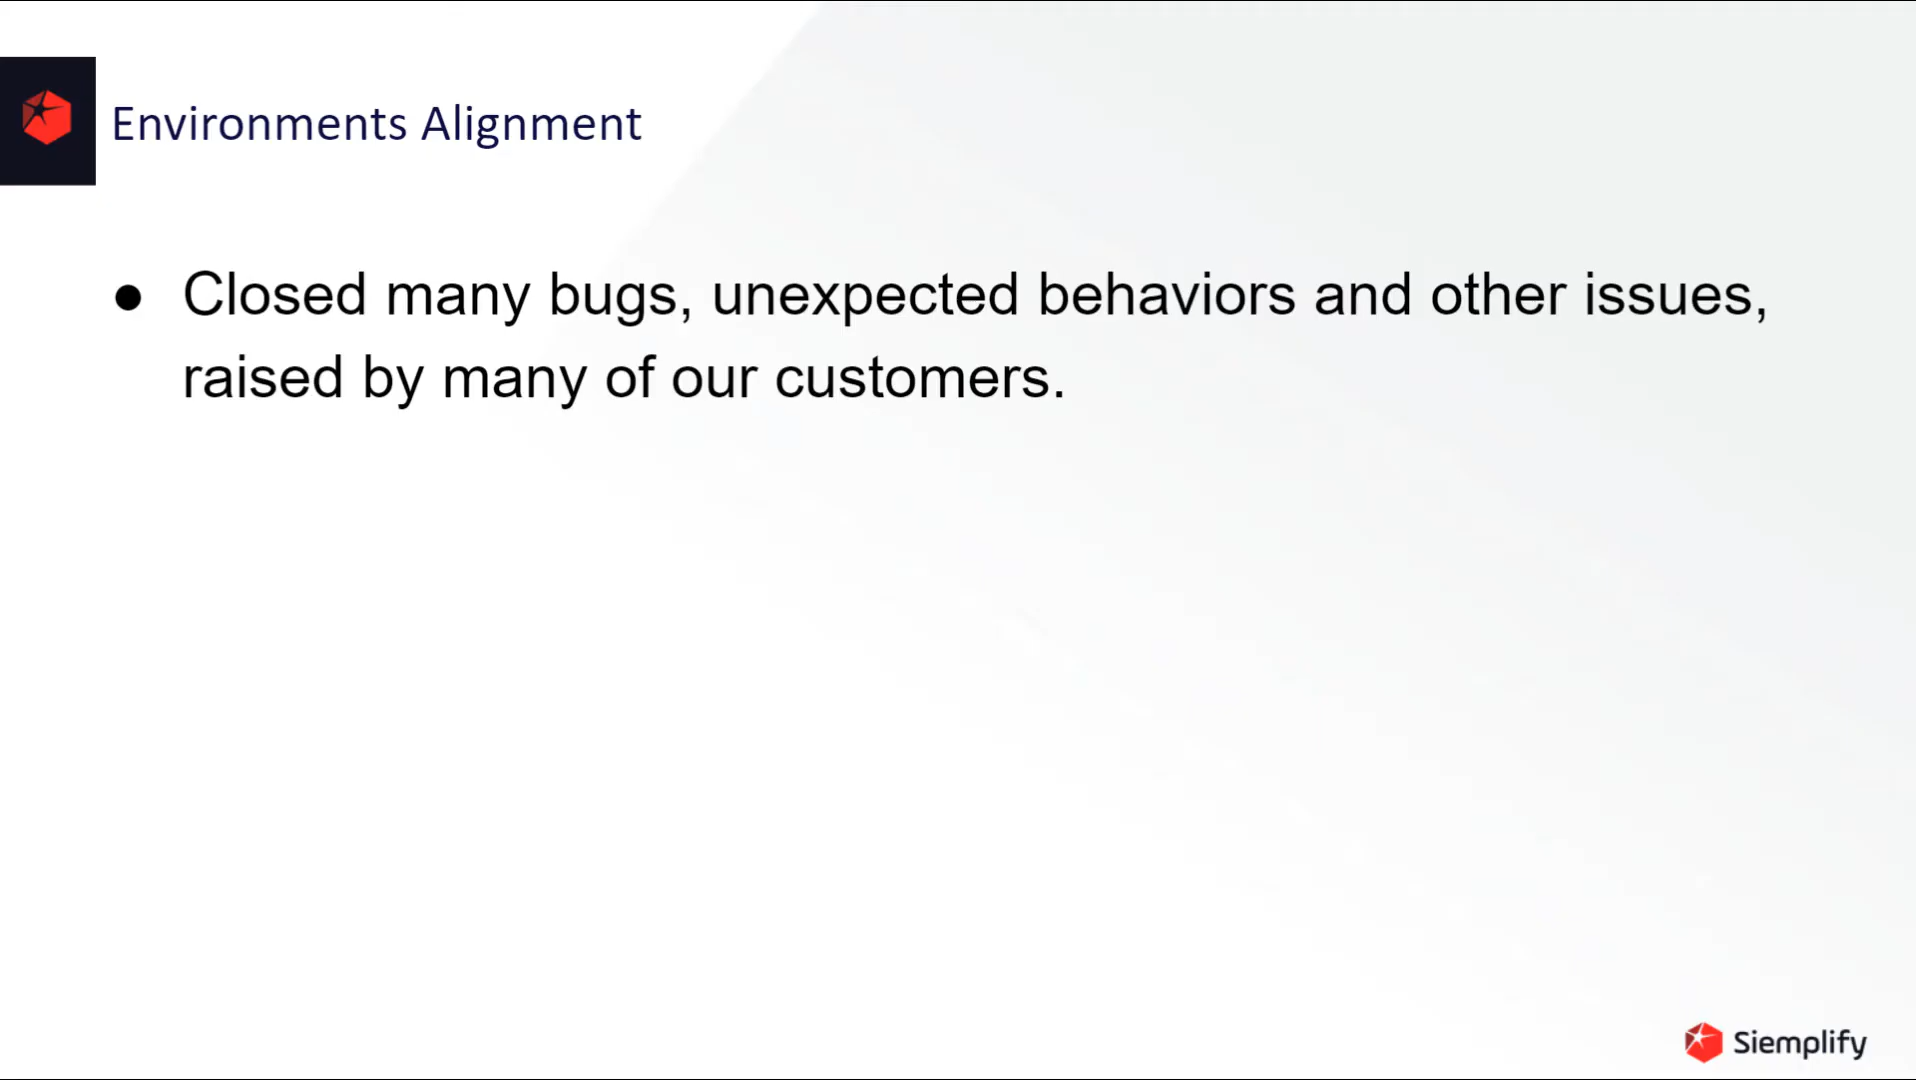 Environments Alignment
● Closed many bugs, unexpected behaviors and other issues,
raised by many of our customers.
Siemplify